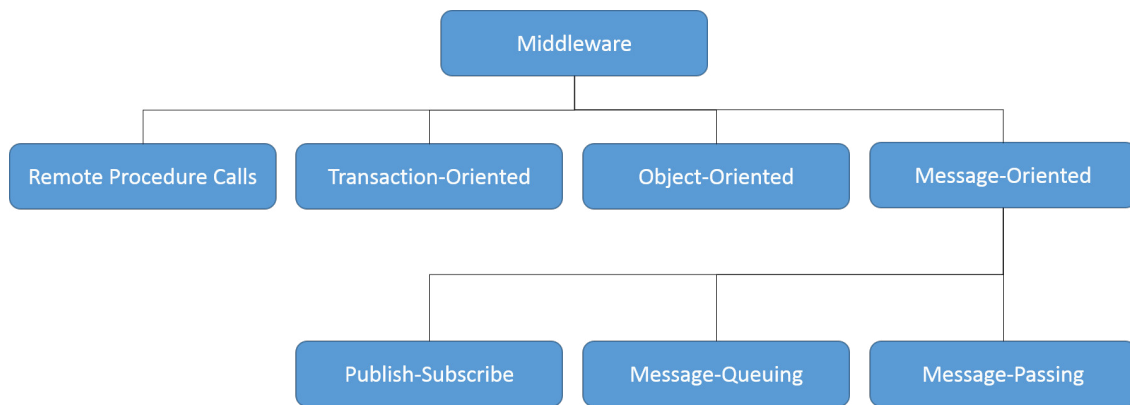 Middleware
Remote Procedure Calls
Transaction-Oriented
Object-Oriented
Message-Oriented
Publish-Subscribe
Message-Queuing
Message-Passing